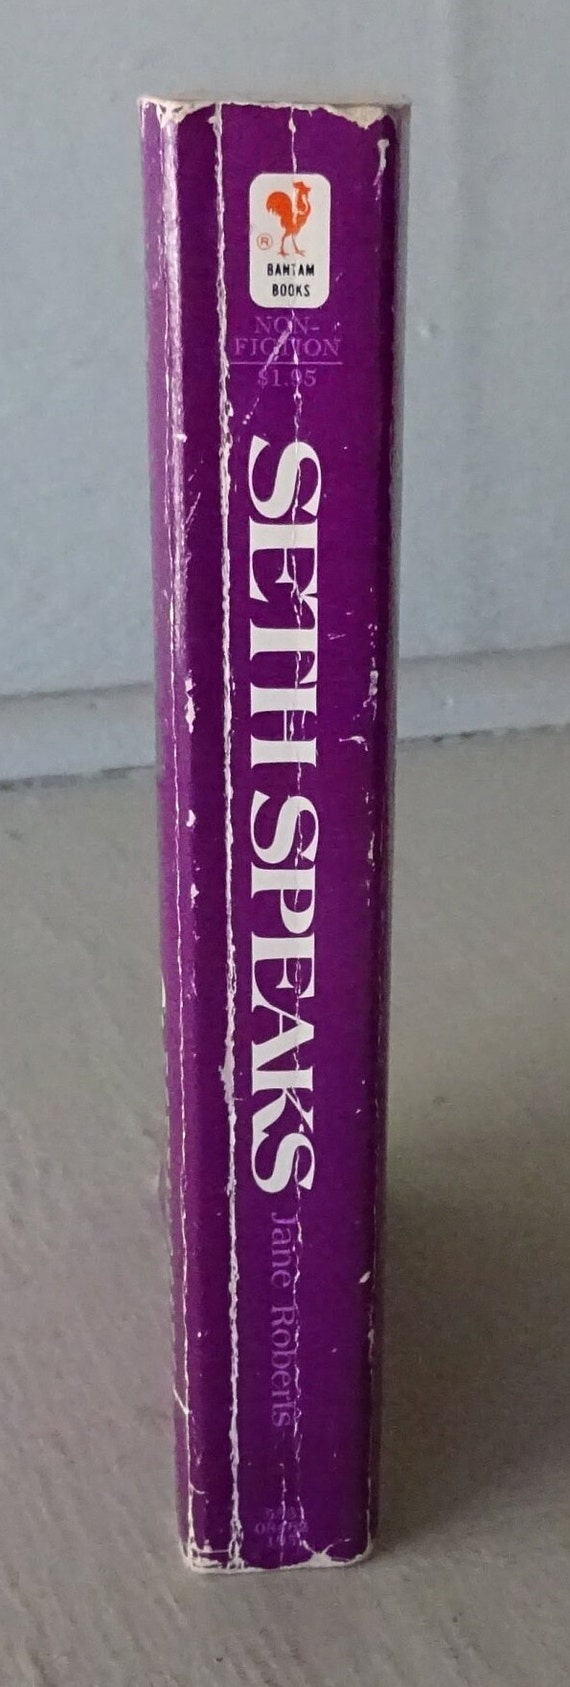 ®
BANTAM
BOOKS
NON-
FICTION
$1.95
SETH SPEAKS
Jane Roberts